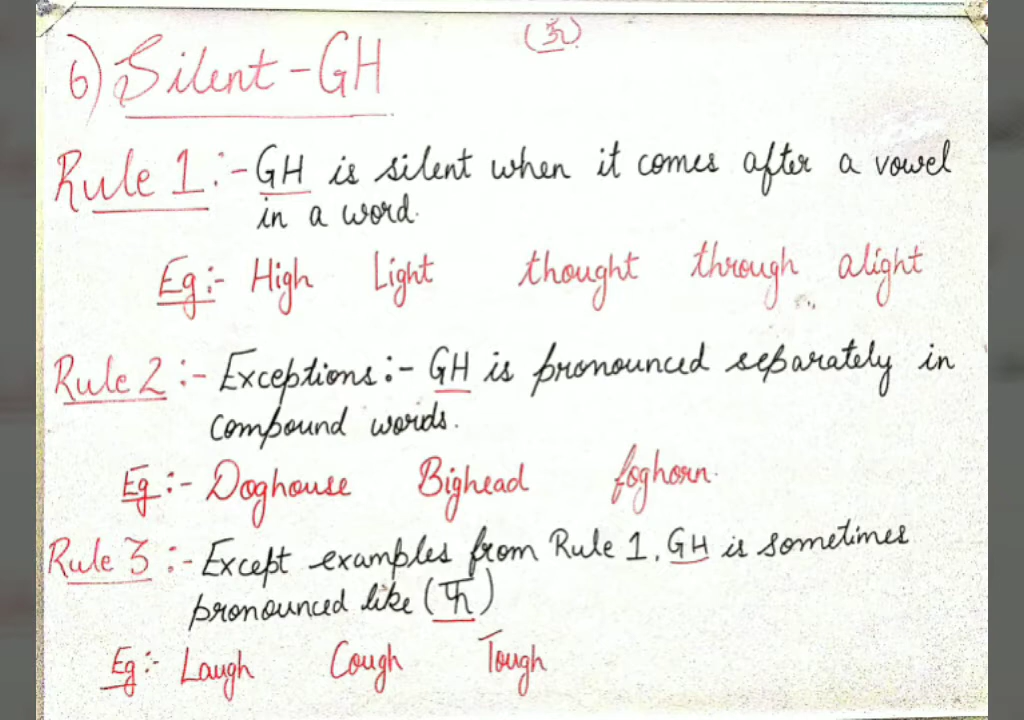 (ॐ)
6) Silent-GH
Rule 1:- GH is silent when it comes after a vowel
in a word.
Eg:- High Light thought through alight
Rule 2:- Exceptions:- GH is pronounced separately in
compound words.
Eg:- Doghouse Bighead foghorn.
Rule 3:- Except examples from Rule 1, GH is sometimes
pronounced like (फ)
Eg:- Laugh Cough Tough